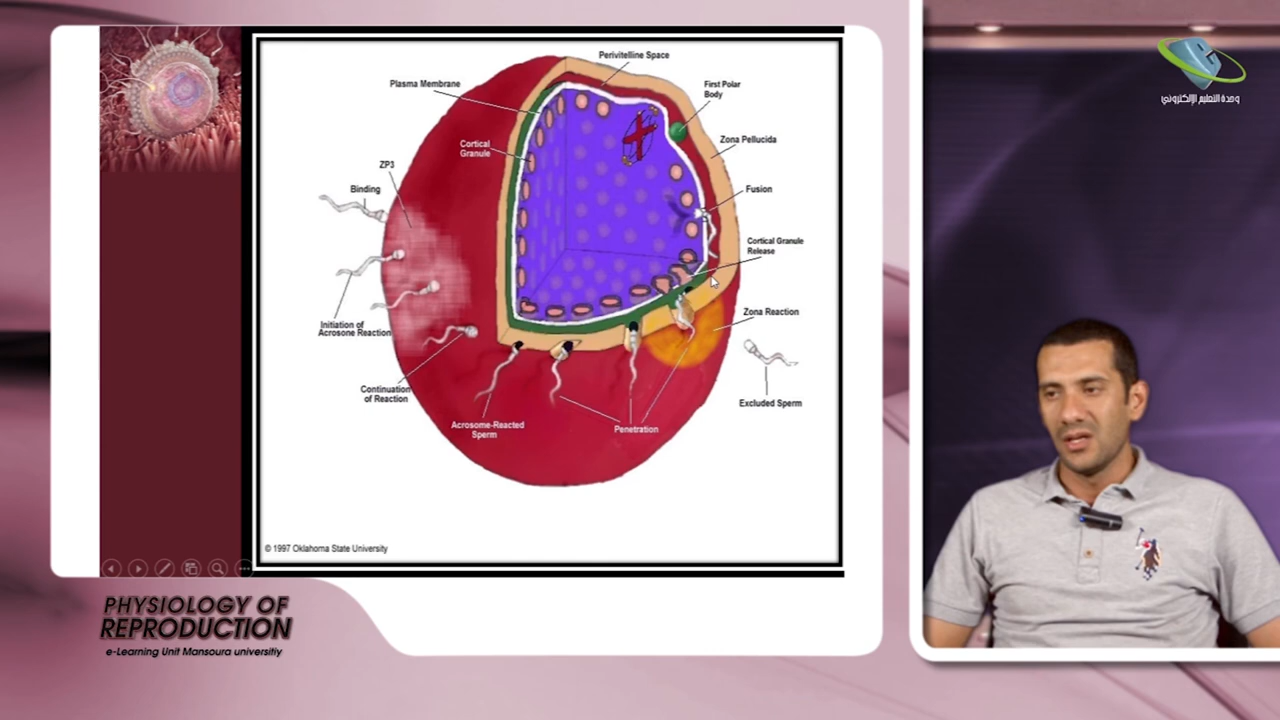 Perivitelline Space
Plasma Membrane
First Polar
Body
Zona Pellucida
Cortical
Granule
ZP3
Binding
Fusion
Cortical Granule
Release
Initiation of
Acrosone Reaction
Zona Reaction
Continuation
of Reaction
Excluded Sperm
Acrosome-Reacted
Sperm
Penetration
© 1997 Oklahoma State University
PHYSIOLOGY OF
REPRODUCTION
e-Learning Unit Mansoura universitiy
وحدة التعليم الإلكتروني